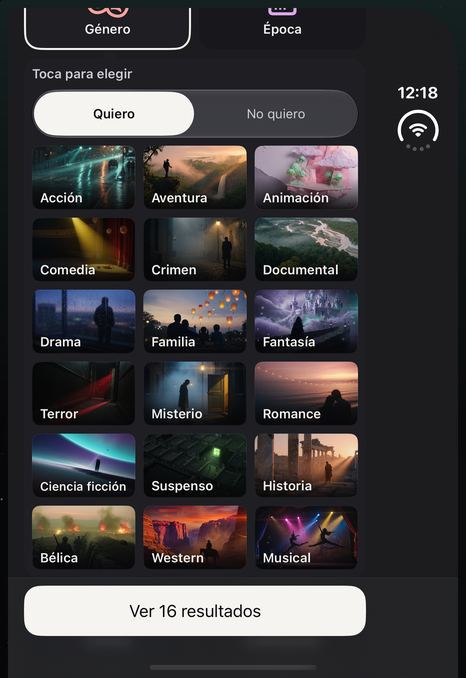 Género
Época
Toca para elegir
12:18
Quiero
No quiero
Acción
Aventura
Animación
Comedia
Crimen
Documental
Drama
Familia
Fantasía
Terror
Misterio
Romance
Ciencia ficción
Suspenso
Historia
Bélica
Western
Musical
Ver 16 resultados